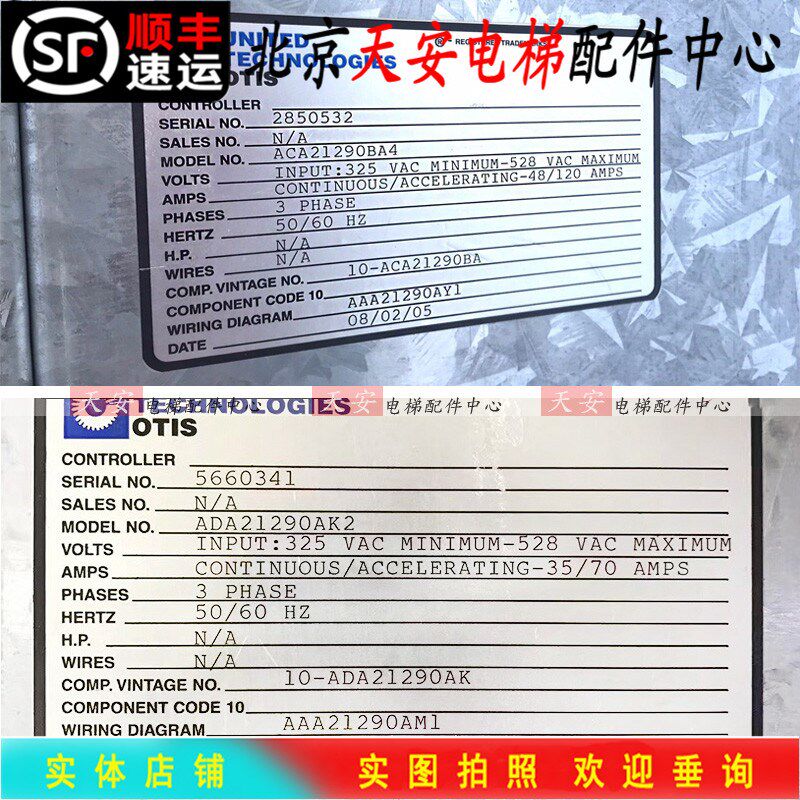 SF 顺丰速运
北京天安电梯配件中心
UNITED
TECHNOLOGIES
OTIS
® - REGISTERED TRADEMARKS
CONTROLLER
SERIAL NO. 2850532
SALES NO. N/A
MODEL NO. ACA21290BA4
VOLTS INPUT:325 VAC MINIMUM-528 VAC MAXIMUM
AMPS CONTINUOUS/ACCELERATING-48/120 AMPS
PHASES 3 PHASE
HERTZ 50/60 HZ
H.P. N/A
WIRES N/A
COMP. VINTAGE NO. 10-ACA21290BA
COMPONENT CODE 10
WIRING DIAGRAM AAA21290AY1
DATE 08/02/05
天安电梯配件中心 天安电梯配件中心 天安电梯配件中心
TECHNOLOGIES
OTIS
CONTROLLER
SERIAL NO. 5660341
SALES NO. N/A
MODEL NO. ADA21290AK2
VOLTS INPUT:325 VAC MINIMUM-528 VAC MAXIMUM
AMPS CONTINUOUS/ACCELERATING-35/70 AMPS
PHASES 3 PHASE
HERTZ 50/60 HZ
H.P. N/A
WIRES N/A
COMP. VINTAGE NO. 10-ADA21290AK
COMPONENT CODE 10
WIRING DIAGRAM AAA21290AM1
实体店铺 实图拍照 欢迎垂询